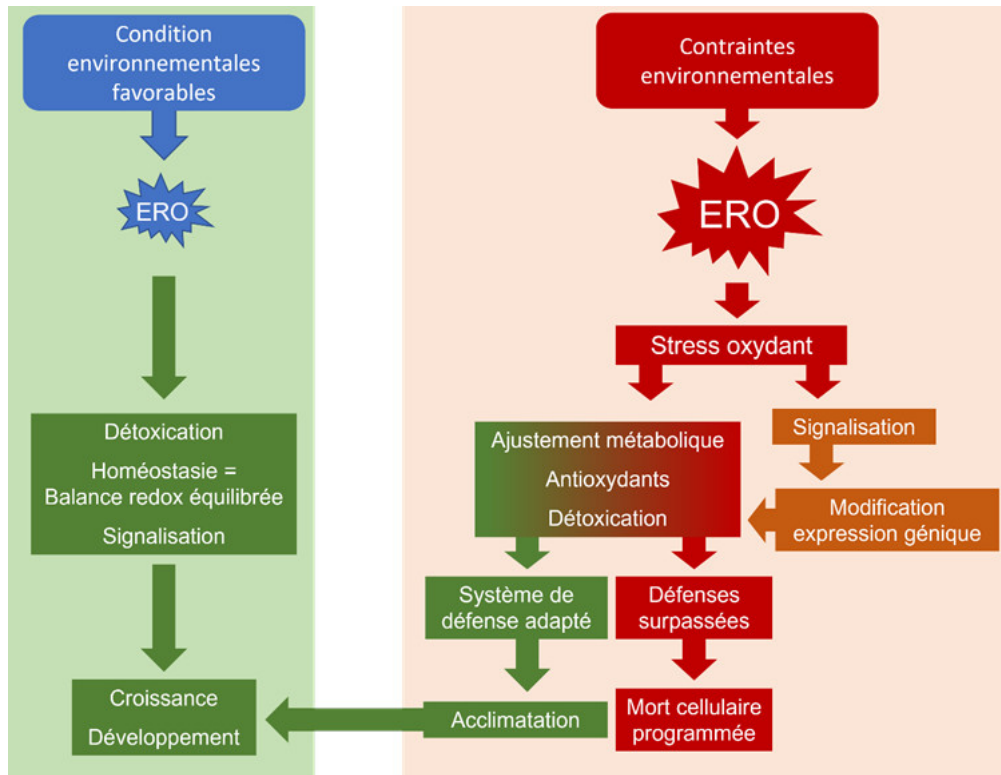 Condition
environnementales
favorables
ERO
Détoxication
Homéostasie =
Balance redox équilibrée
Signalisation
Croissance
Développement
Contraintes
environnementales
ERO
Stress oxydant
Signalisation
Modification
expression génique
Ajustement métabolique
Antioxydants
Détoxication
Système de
défense adapté
Défenses
surpassées
Acclimatation
Mort cellulaire
programmée